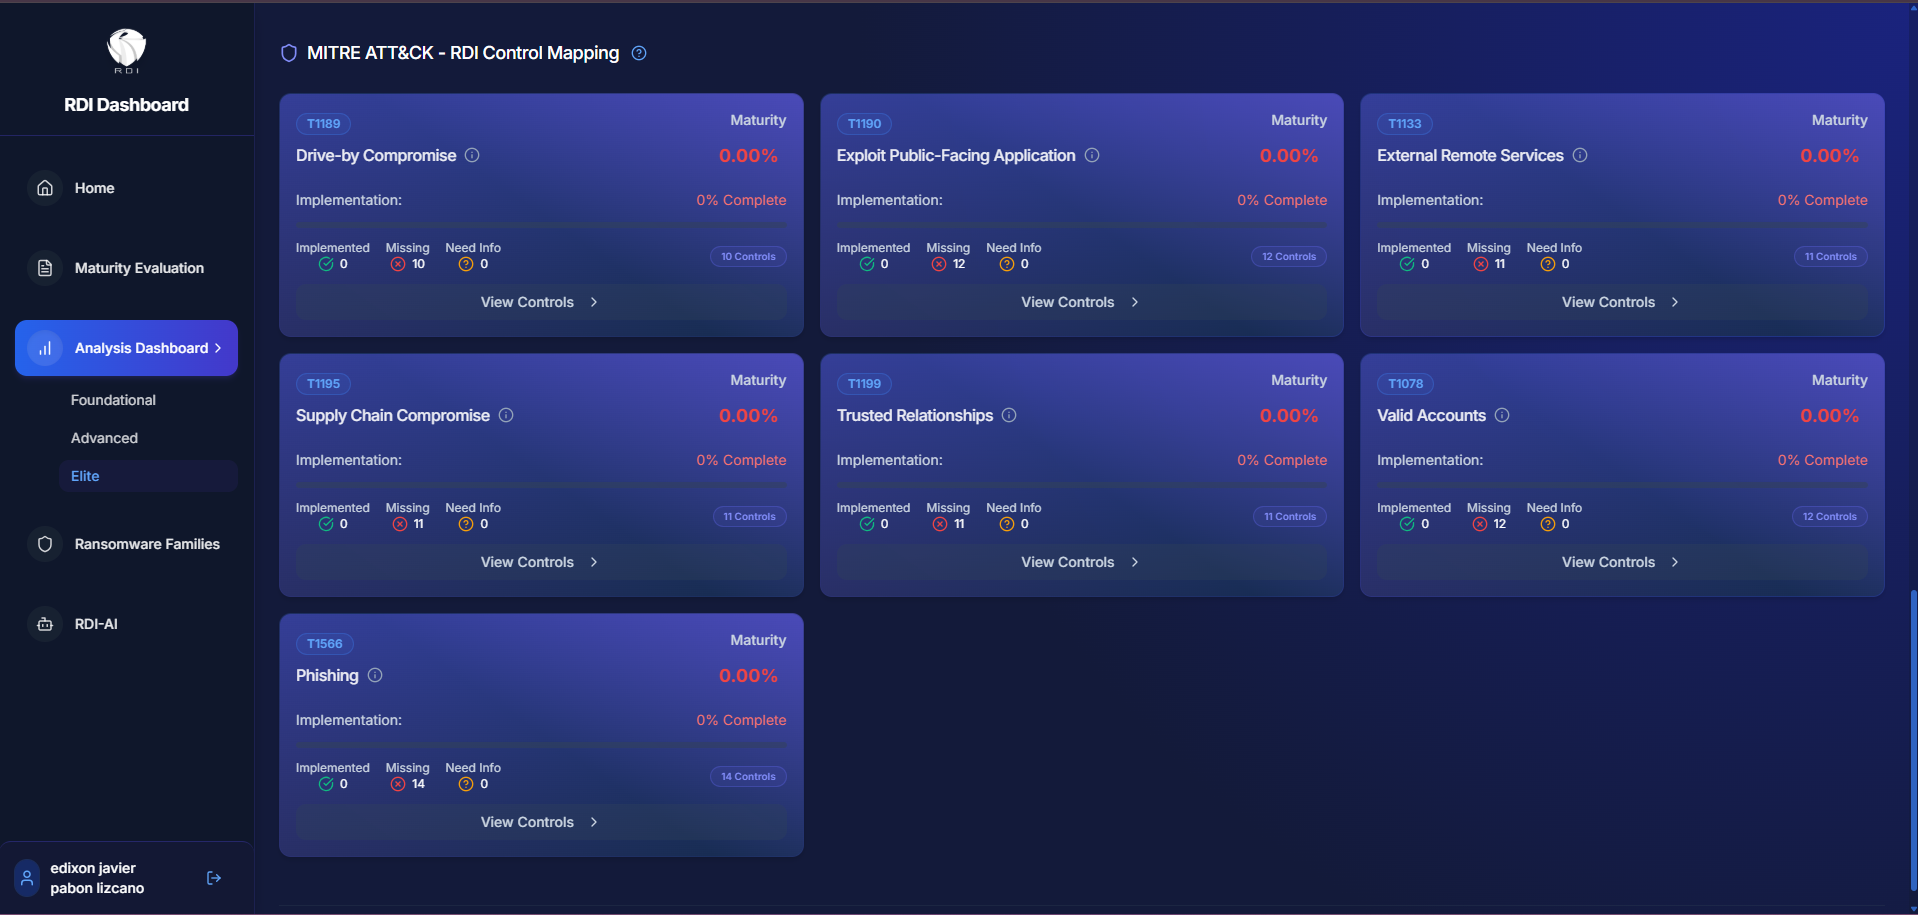 RDI
RDI Dashboard
Home
Maturity Evaluation
Analysis Dashboard
Foundational
Advanced
Elite
Ransomware Families
RDI-AI
edixon javier
pabon lizcano
MITRE ATT&CK - RDI Control Mapping
T1189
Maturity
Drive-by Compromise
0.00%
Implementation:
0% Complete
Implemented Missing Need Info
0 10 0
10 Controls
View Controls
T1190
Maturity
Exploit Public-Facing Application
0.00%
Implementation:
0% Complete
Implemented Missing Need Info
0 12 0
12 Controls
View Controls
T1133
Maturity
External Remote Services
0.00%
Implementation:
0% Complete
Implemented Missing Need Info
0 11 0
11 Controls
View Controls
T1195
Maturity
Supply Chain Compromise
0.00%
Implementation:
0% Complete
Implemented Missing Need Info
0 11 0
11 Controls
View Controls
T1199
Maturity
Trusted Relationships
0.00%
Implementation:
0% Complete
Implemented Missing Need Info
0 11 0
11 Controls
View Controls
T1078
Maturity
Valid Accounts
0.00%
Implementation:
0% Complete
Implemented Missing Need Info
0 12 0
12 Controls
View Controls
T1566
Maturity
Phishing
0.00%
Implementation:
0% Complete
Implemented Missing Need Info
0 14 0
14 Controls
View Controls